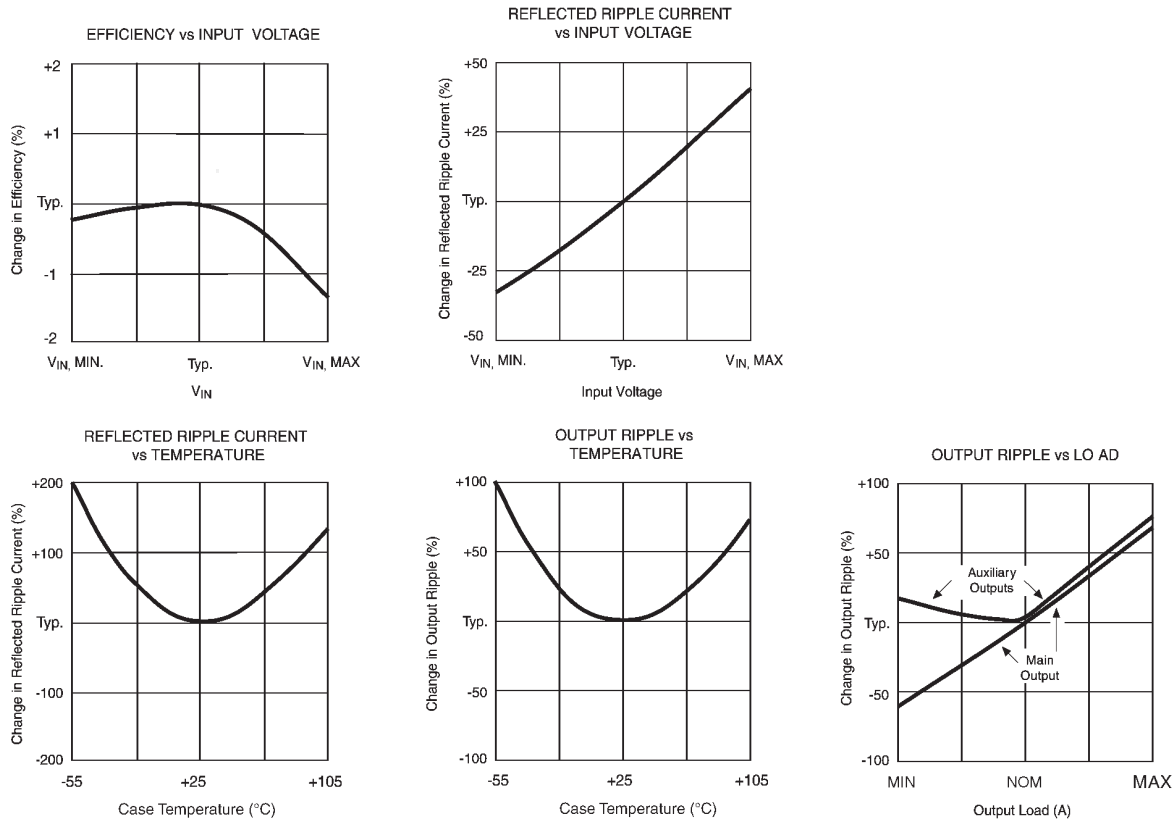 EFFICIENCY vs INPUT VOLTAGE
Change in Efficiency (%)
+2
+1
Typ.
-1
-2
VIN, MIN.
Typ.
VIN, MAX
VIN
REFLECTED RIPPLE CURRENT
vs INPUT VOLTAGE
Change in Reflected Ripple Current (%)
+50
+25
Typ.
-25
-50
VIN, MIN.
Typ.
VIN, MAX
Input Voltage
REFLECTED RIPPLE CURRENT
vs TEMPERATURE
Change in Reflected Ripple Current (%)
+200
+100
Typ.
-100
-200
-55
+25
+105
Case Temperature (°C)
OUTPUT RIPPLE vs
TEMPERATURE
Change in Output Ripple (%)
+100
+50
Typ.
-50
-100
-55
+25
+105
Case Temperature (°C)
OUTPUT RIPPLE vs LO AD
Change in Output Ripple (%)
+100
+50
Typ.
-50
-100
Auxiliary
Outputs
Main
Output
MIN
NOM
MAX
Output Load (A)